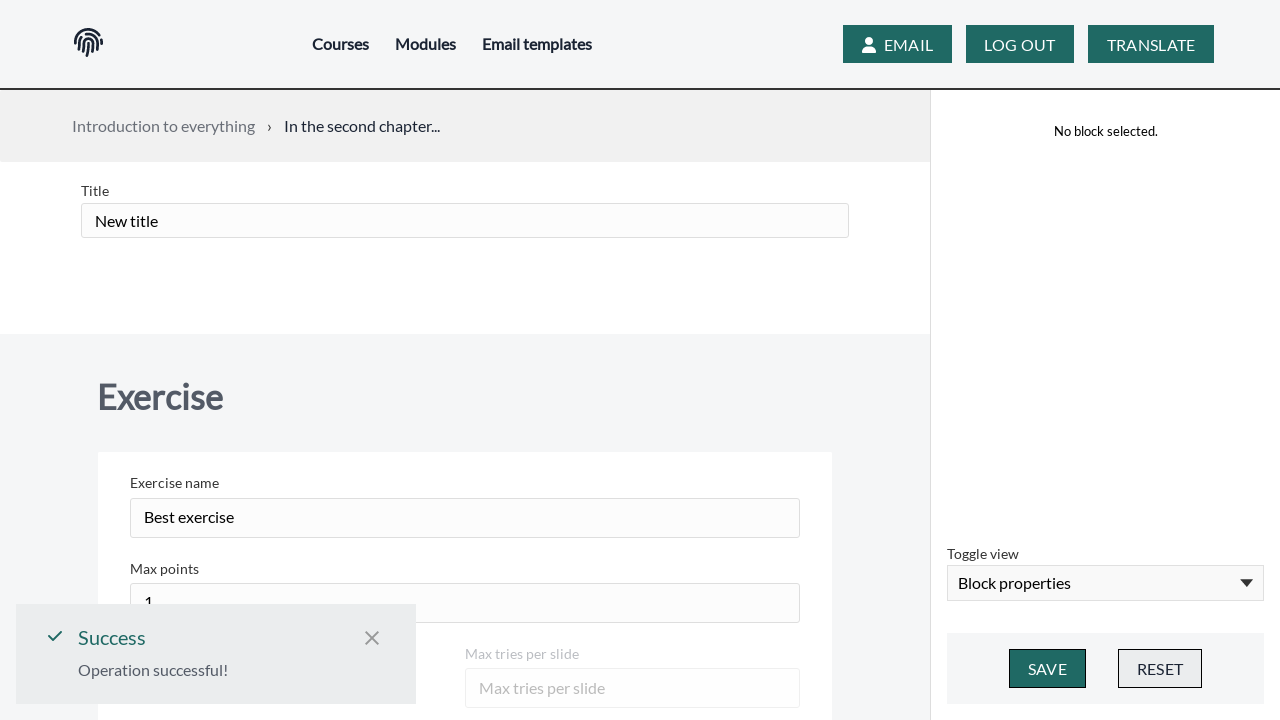 Courses Modules Email templates EMAIL LOG OUT TRANSLATE
Introduction to everything › In the second chapter...
No block selected.
Title
New title
Exercise
Exercise name
Best exercise
Max points
1
Max tries per slide
Max tries per slide
Success
Operation successful!
Toggle view
Block properties
SAVE RESET